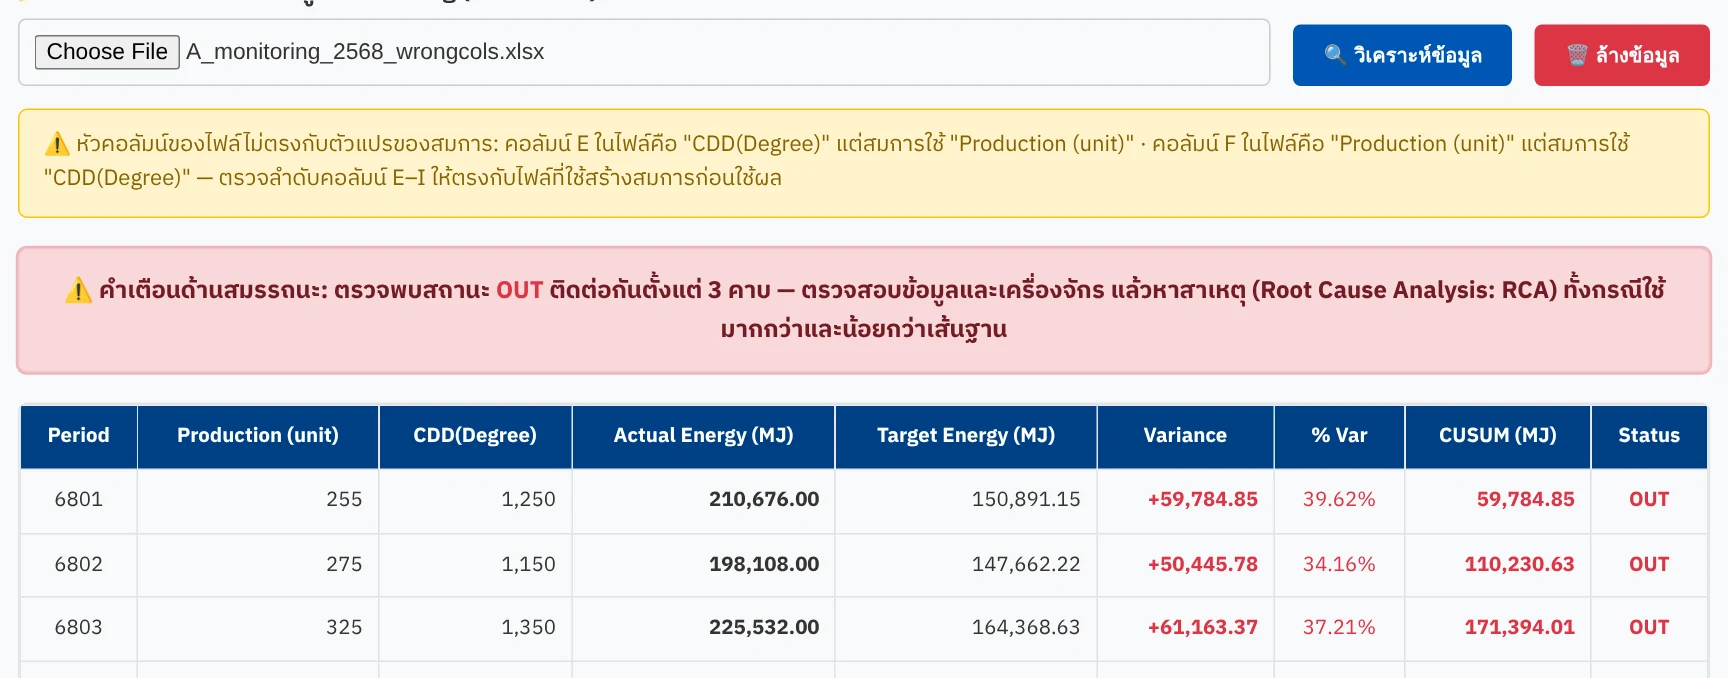 Choose File A_monitoring_2568_wrongcols.xlsx
🔍 วิเคราะห์ข้อมูล
🗑️ ล้างข้อมูล
⚠️ หัวคอลัมน์ของไฟล์ไม่ตรงกับตัวแปรของสมการ: คอลัมน์ E ในไฟล์คือ "CDD(Degree)" แต่สมการใช้ "Production (unit)" · คอลัมน์ F ในไฟล์คือ "Production (unit)" แต่สมการใช้
"CDD(Degree)" — ตรวจลำดับคอลัมน์ E–I ให้ตรงกับไฟล์ที่ใช้สร้างสมการก่อนใช้ผล
⚠️ คำเตือนด้านสมรรถนะ: ตรวจพบสถานะ OUT ติดต่อกันตั้งแต่ 3 คาบ — ตรวจสอบข้อมูลและเครื่องจักร แล้วหาสาเหตุ (Root Cause Analysis: RCA) ทั้งกรณีใช้
มากกว่าและน้อยกว่าเส้นฐาน
Period Production (unit) CDD(Degree) Actual Energy (MJ) Target Energy (MJ) Variance % Var CUSUM (MJ) Status
6801 255 1,250 210,676.00 150,891.15 +59,784.85 39.62% 59,784.85 OUT
6802 275 1,150 198,108.00 147,662.22 +50,445.78 34.16% 110,230.63 OUT
6803 325 1,350 225,532.00 164,368.63 +61,163.37 37.21% 171,394.01 OUT